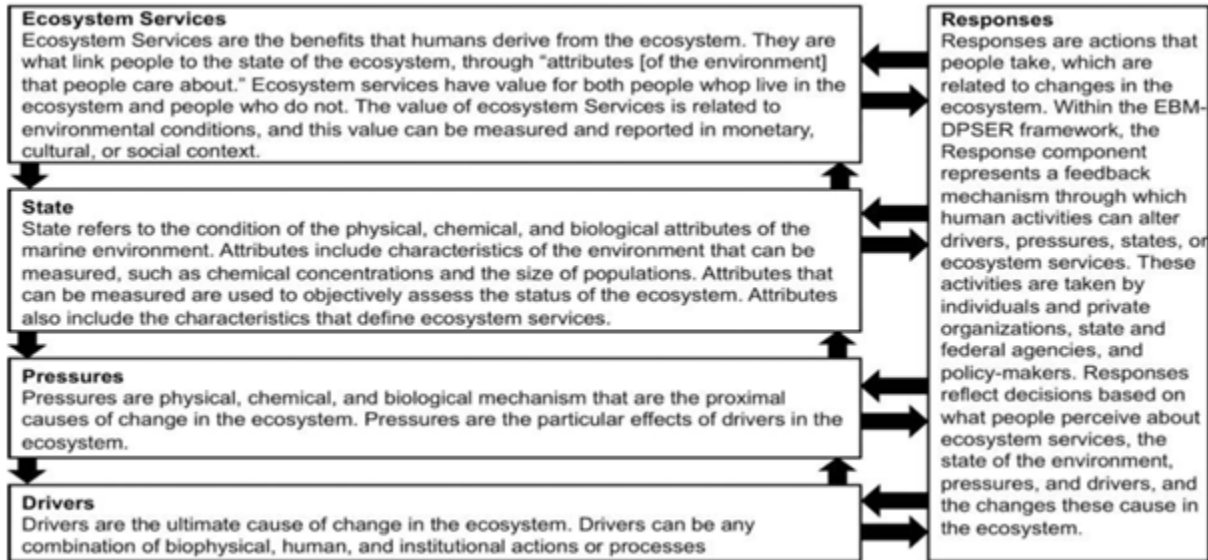 Ecosystem Services
Ecosystem Services are the benefits that humans derive from the ecosystem. They are
what link people to the state of the ecosystem, through “attributes [of the environment]
that people care about.” Ecosystem services have value for both people whop live in the
ecosystem and people who do not. The value of ecosystem Services is related to
environmental conditions, and this value can be measured and reported in monetary,
cultural, or social context.
State
State refers to the condition of the physical, chemical, and biological attributes of the
marine environment. Attributes include characteristics of the environment that can be
measured, such as chemical concentrations and the size of populations. Attributes that
can be measured are used to objectively assess the status of the ecosystem. Attributes
also include the characteristics that define ecosystem services.
Pressures
Pressures are physical, chemical, and biological mechanism that are the proximal
causes of change in the ecosystem. Pressures are the particular effects of drivers in the
ecosystem.
Drivers
Drivers are the ultimate cause of change in the ecosystem. Drivers can be any
combination of biophysical, human, and institutional actions or processes
Responses
Responses are actions that
people take, which are
related to changes in the
ecosystem. Within the EBM-
DPSER framework, the
Response component
represents a feedback
mechanism through which
human activities can alter
drivers, pressures, states, or
ecosystem services. These
activities are taken by
individuals and private
organizations, state and
federal agencies, and
policy-makers. Responses
reflect decisions based on
what people perceive about
ecosystem services, the
state of the environment,
pressures, and drivers, and
the changes these cause in
the ecosystem.